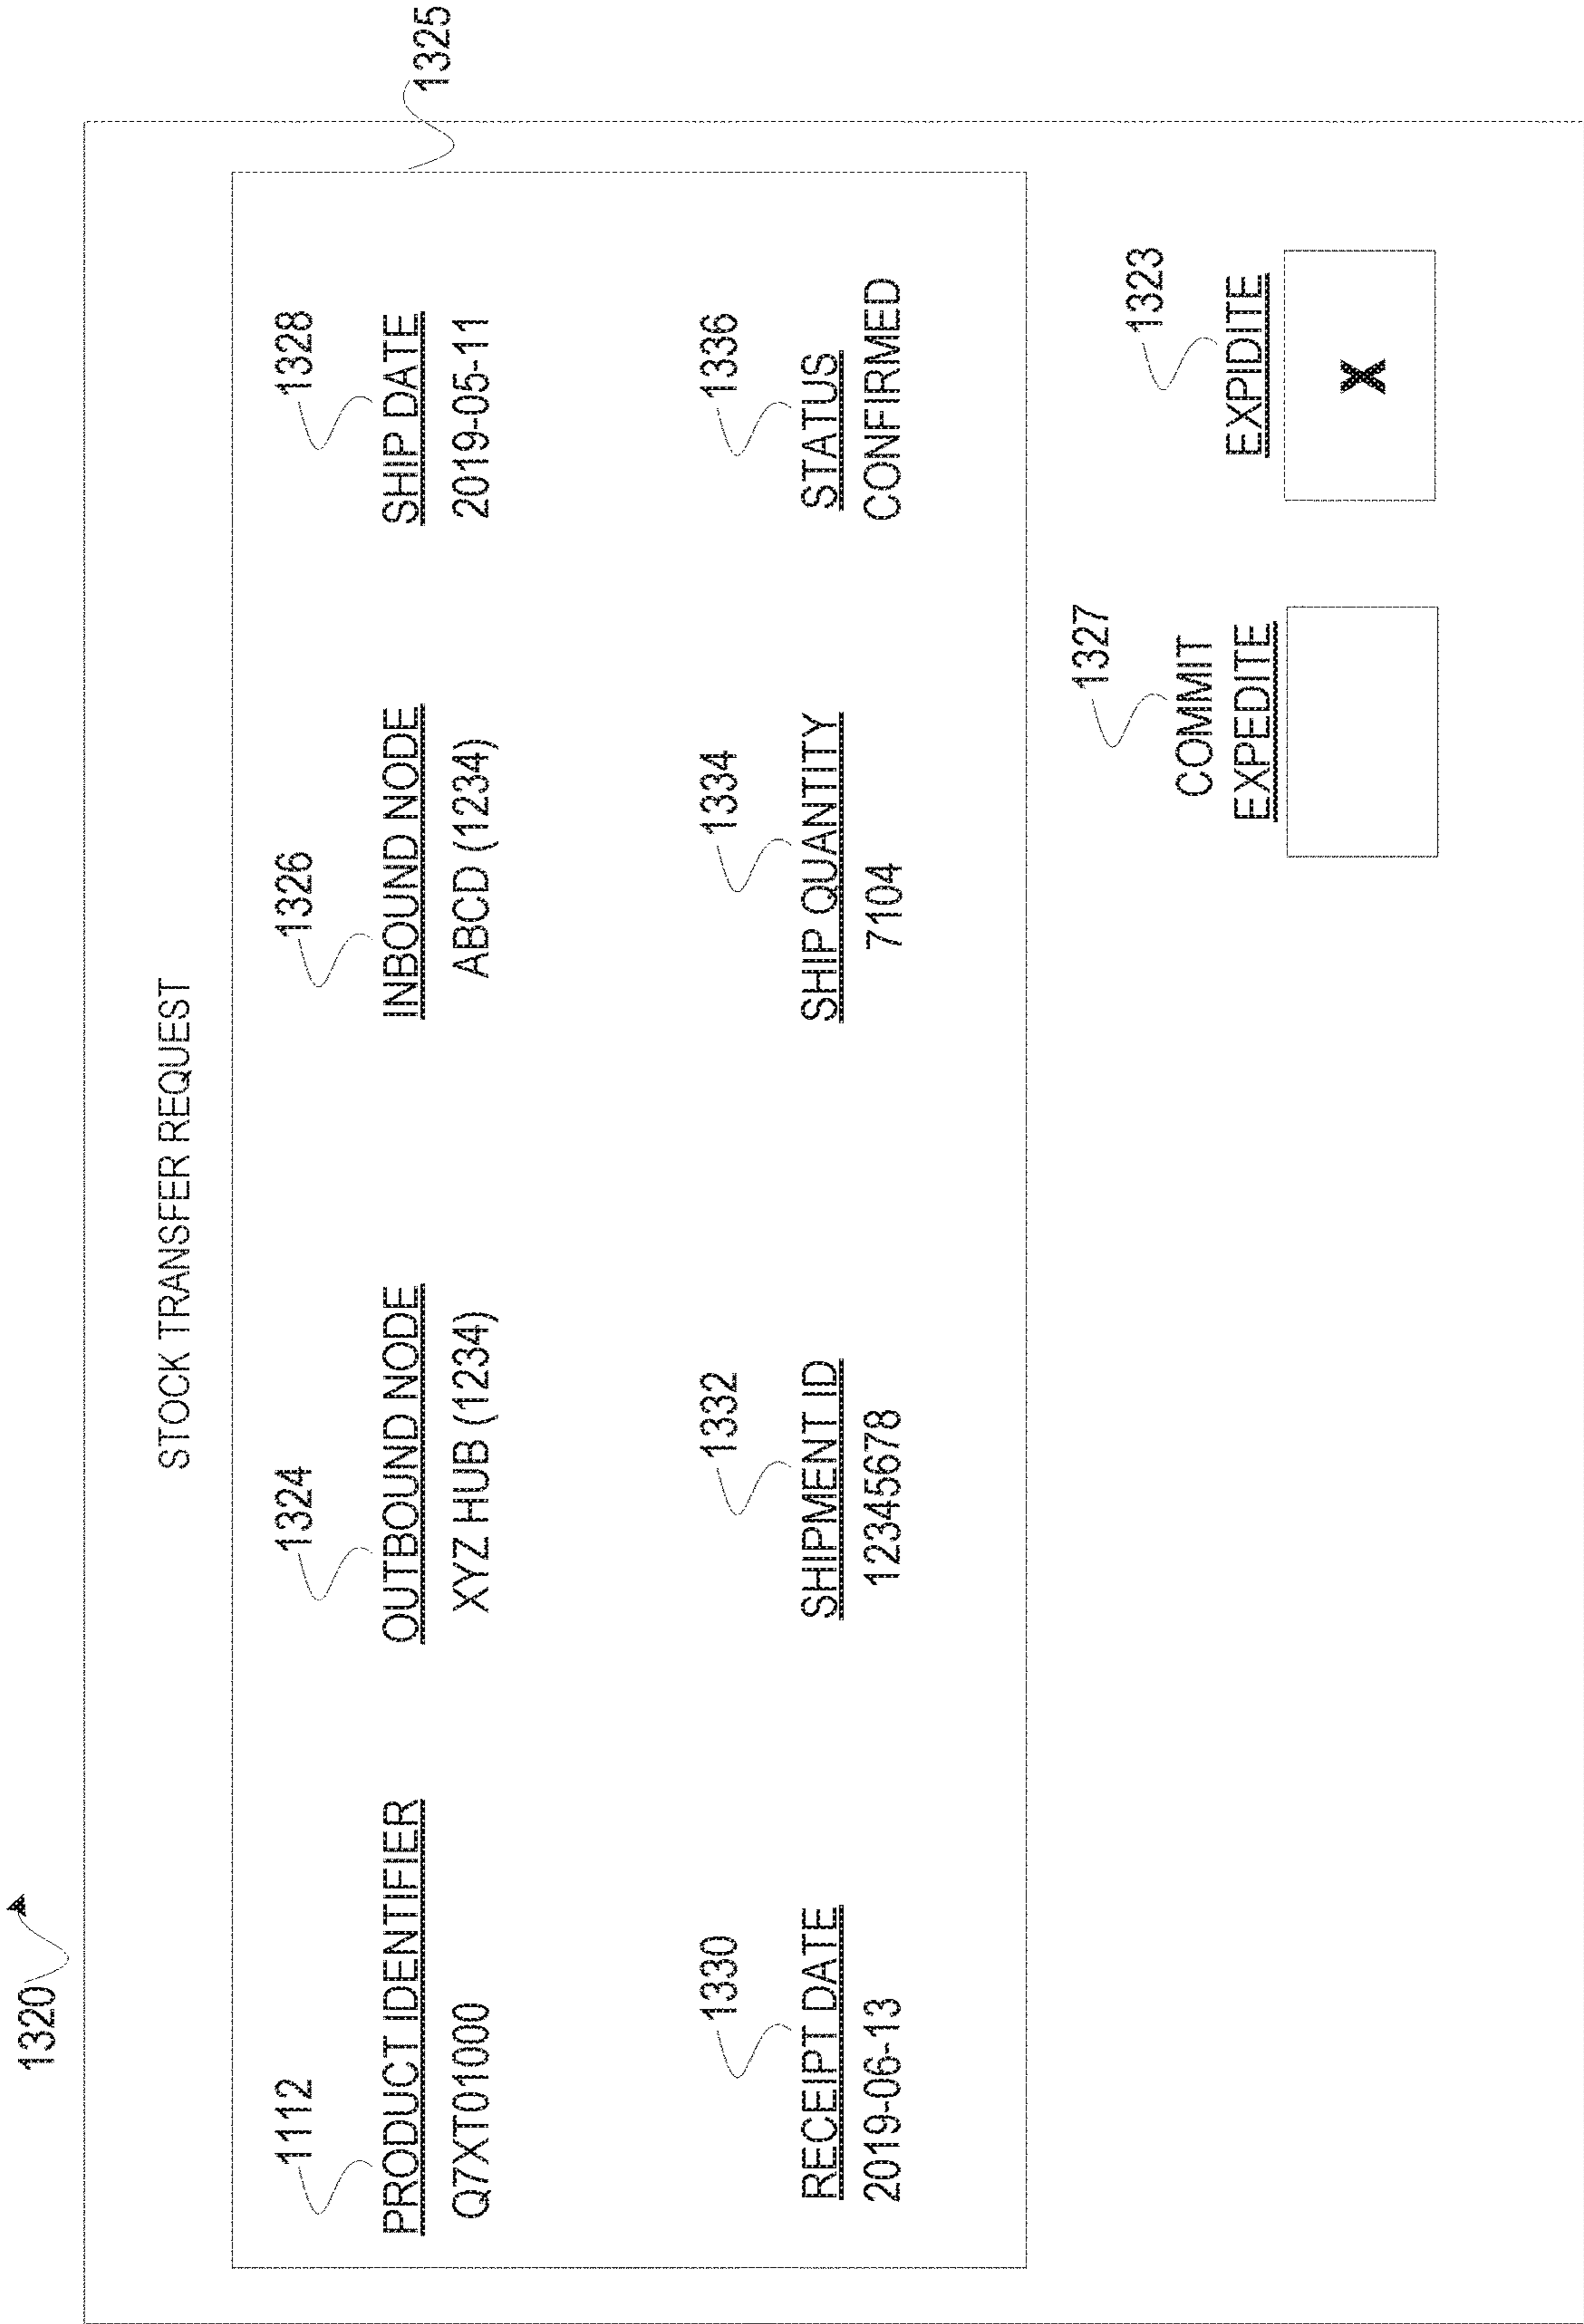 1320
STOCK TRANSFER REQUEST
1325
1112
1324
1326
1328
PRODUCT IDENTIFIER
OUTBOUND NODE
INBOUND NODE
SHIP DATE
Q7XT01000
XYZ HUB (1234)
ABCD (1234)
2019-05-11
1330
1332
1334
1336
RECEIPT DATE
SHIPMENT ID
SHIP QUANTITY
STATUS
2019-06-13
12345678
7104
CONFIRMED
1327
1323
COMMIT
EXPEDITE
EXPIDITE
X